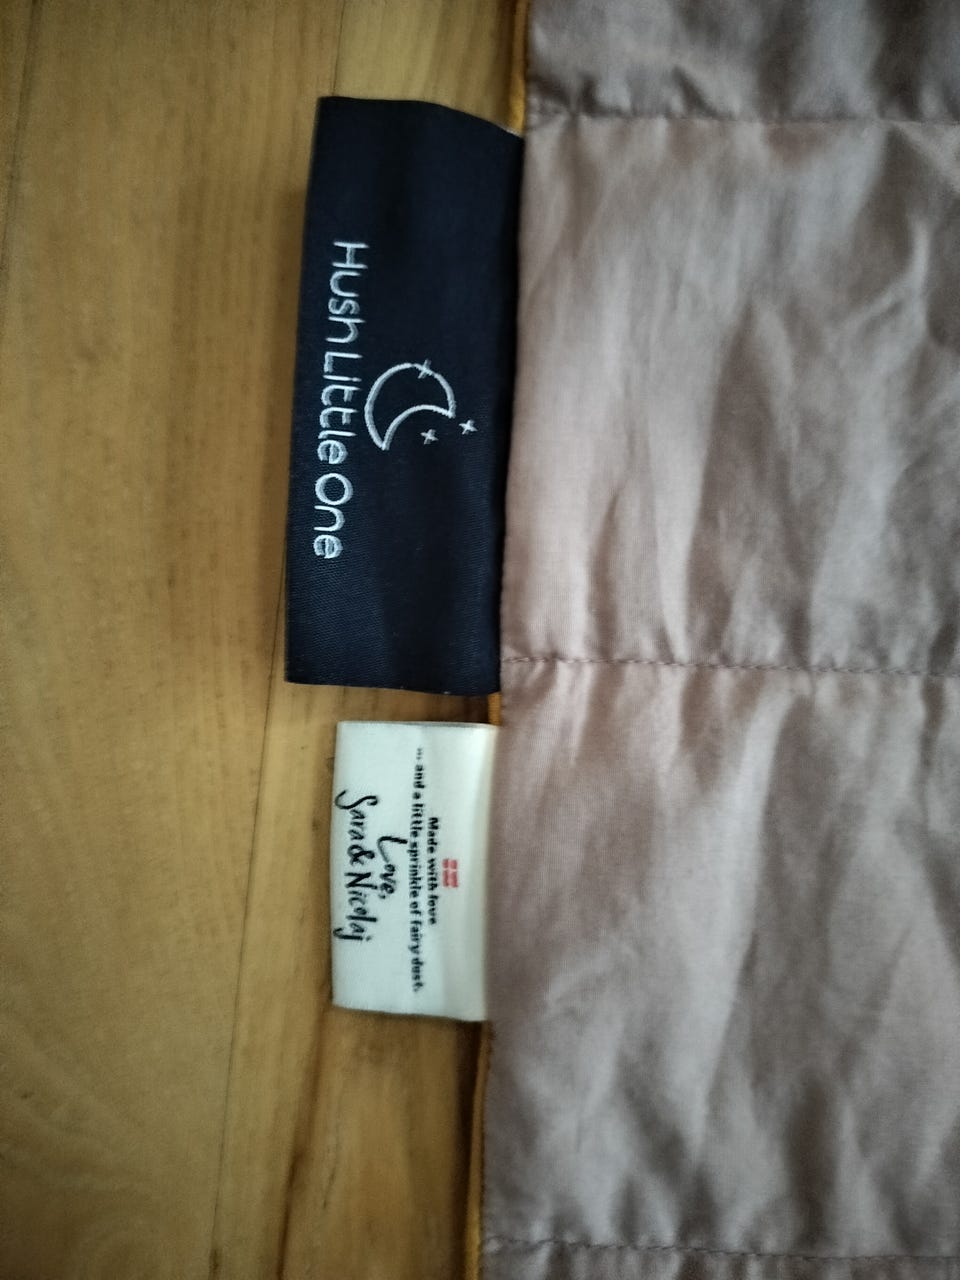 Hush Little One
Made with love
... and a little sprinkle of fairy dust.
Love,
Sara & Nicolaj